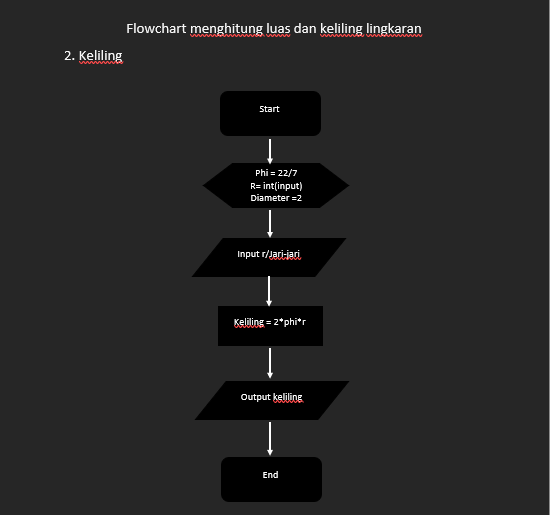 Flowchart menghitung luas dan keliling lingkaran
2. Keliling
Start
Phi = 22/7
R= int(input)
Diameter =2
Input r/Jari-jari
Keliling = 2*phi*r
Output keliling
End